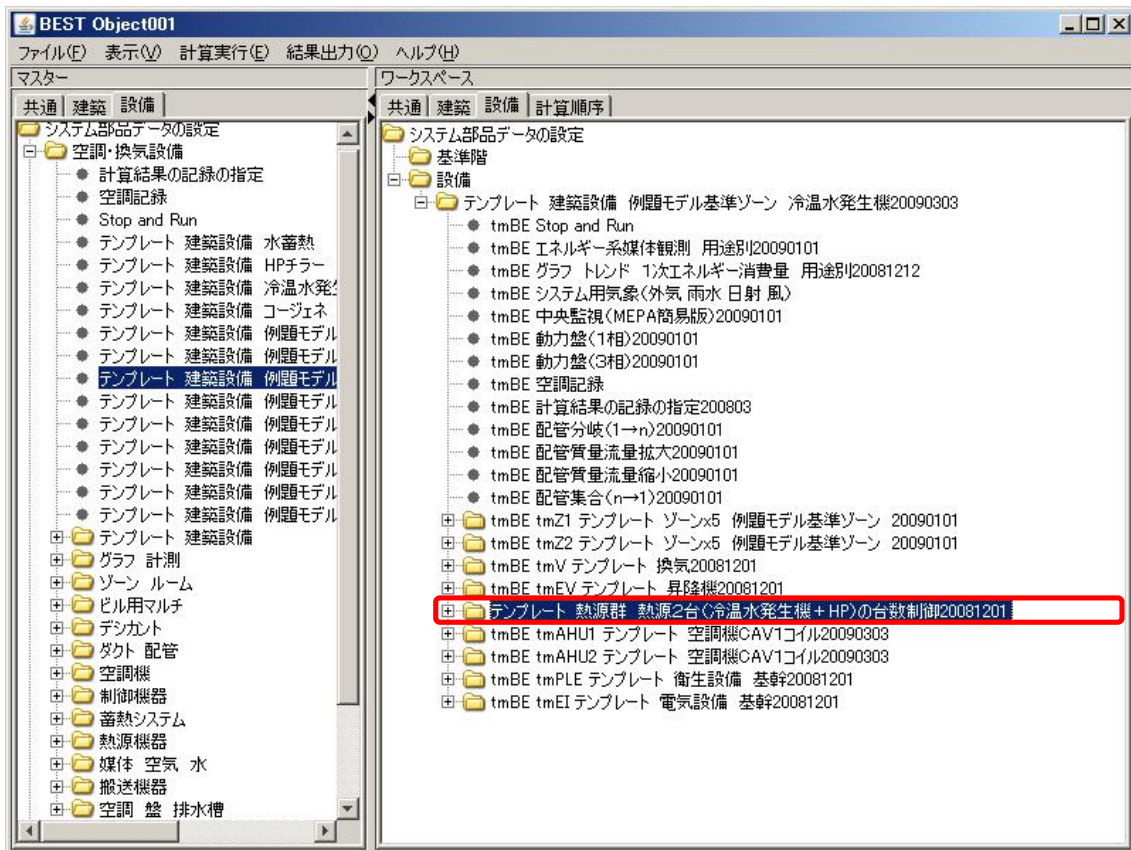 BEST Object001
ファイル(F) 表示(V) 計算実行(E) 結果出力(O) ヘルプ(H)
マスター
共通 建築 設備
システム部品データの設定
空調・換気設備
計算結果の記録の指定
空調記録
Stop and Run
テンプレート 建築設備 水蓄熱
テンプレート 建築設備 HPチラー
テンプレート 建築設備 冷温水発生
テンプレート 建築設備 コージェネ
テンプレート 建築設備 例題モデル
テンプレート 建築設備 例題モデル
テンプレート 建築設備 例題モデル
テンプレート 建築設備 例題モデル
テンプレート 建築設備 例題モデル
テンプレート 建築設備 例題モデル
テンプレート 建築設備 例題モデル
テンプレート 建築設備 例題モデル
テンプレート 建築設備 例題モデル
テンプレート 建築設備
グラフ 計測
ゾーン ルーム
ビル用マルチ
デシカント
ダクト 配管
空調機
制御機器
蓄熱システム
熱源機器
媒体 空気 水
搬送機器
空調 盤 排水槽
ワークスペース
共通 建築 設備 計算順序
システム部品データの設定
基準階
設備
テンプレート 建築設備 例題モデル基準ゾーン 冷温水発生機20090303
tmBE Stop and Run
tmBE エネルギー系媒体観測 用途別20090101
tmBE グラフ トレンド 1次エネルギー消費量 用途別20081212
tmBE システム用気象(外気 雨水 日射 風)
tmBE 中央監視(MEPA簡易版)20090101
tmBE 動力盤(1相)20090101
tmBE 動力盤(3相)20090101
tmBE 空調記録
tmBE 計算結果の記録の指定200803
tmBE 配管分岐(1→n)20090101
tmBE 配管質量流量拡大20090101
tmBE 配管質量流量縮小20090101
tmBE 配管集合(n→1)20090101
tmBE tmZ1 テンプレート ゾーンx5 例題モデル基準ゾーン 20090101
tmBE tmZ2 テンプレート ゾーンx5 例題モデル基準ゾーン 20090101
tmBE tmV テンプレート 換気20081201
tmBE tmEV テンプレート 昇降機20081201
テンプレート 熱源群 熱源2台(冷温水発生機+HP)の台数制御20081201
tmBE tmAHU1 テンプレート 空調機CAV1コイル20090303
tmBE tmAHU2 テンプレート 空調機CAV1コイル20090303
tmBE tmPLE テンプレート 衛生設備 基幹20081201
tmBE tmEI テンプレート 電気設備 基幹20081201